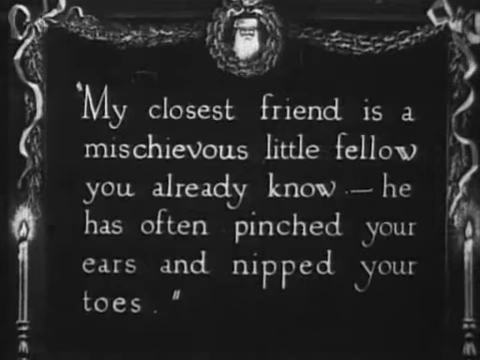 "My closest friend is a
mischievous little fellow
you already know — he
has often pinched your
ears and nipped your
toes."